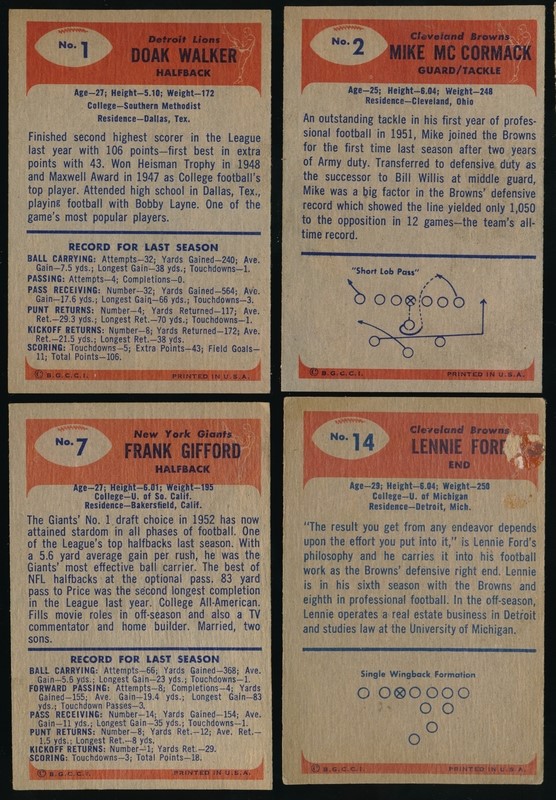 No. 1
Detroit Lions
DOAK WALKER
HALFBACK
Age—27; Height—5.10; Weight—172
College—Southern Methodist
Residence—Dallas, Tex.
Finished second highest scorer in the League
last year with 106 points—first best in extra
points with 43. Won Heisman Trophy in 1948
and Maxwell Award in 1947 as College football's
top player. Attended high school in Dallas, Tex.,
playing football with Bobby Layne. One of the
game's most popular players.
RECORD FOR LAST SEASON
BALL CARRYING: Attempts—32; Yards Gained—240; Ave.
Gain—7.5 yds.; Longest Gain—38 yds.; Touchdowns—1.
PASSING: Attempts—4; Completions—0.
PASS RECEIVING: Number—32; Yards Gained—564; Ave.
Gain—17.6 yds.; Longest Gain—66 yds.; Touchdowns—3.
PUNT RETURNS: Number—4; Yards Returned—117; Ave.
Ret.—29.3 yds.; Longest Ret.—70 yds.; Touchdowns—1.
KICKOFF RETURNS: Number—8; Yards Returned—172; Ave.
Ret.—21.5 yds.; Longest Ret.—38 yds.
SCORING: Touchdowns—5; Extra Points—43; Field Goals—
11; Total Points—106.
© B.G.C.C.I. PRINTED IN U.S.A.
No. 2
Cleveland Browns
MIKE MC CORMACK
GUARD/TACKLE
Age—25; Height—6.04; Weight—248
Residence—Cleveland, Ohio
An outstanding tackle in his first year of profes-
sional football in 1951, Mike joined the Browns
for the first time last season after two years
of Army duty. Transferred to defensive duty as
the successor to Bill Willis at middle guard,
Mike was a big factor in the Browns' defensive
record which showed the line yielded only 1,050
to the opposition in 12 games—the team's all-
time record.
"Short Lob Pass"
© B.G.C.C.I. PRINTED IN U.S.A.
No. 7
New York Giants
FRANK GIFFORD
HALFBACK
Age—27; Height—6.01; Weight—195
College—U. of So. Calif.
Residence—Bakersfield, Calif.
The Giants' No. 1 draft choice in 1952 has now
attained stardom in all phases of football. One
of the League's top halfbacks last season. With
a 5.6 yard average gain per rush, he was the
Giants' most effective ball carrier. The best of
NFL halfbacks at the optional pass. 83 yard
pass to Price was the second longest completion
in the League last year. College All-American.
Fills movie roles in off-season and also a TV
commentator and home builder. Married, two
sons.
RECORD FOR LAST SEASON
BALL CARRYING: Attempts—66; Yards Gained—368; Ave.
Gain—5.6 yds.; Longest Gain—23 yds.; Touchdowns—1.
FORWARD PASSING: Attempts—8; Completions—4; Yards
Gained—155; Ave. Gain—19.4 yds.; Longest Gain—83
yds.; Touchdown Passes—3.
PASS RECEIVING: Number—14; Yards Gained—154; Ave.
Gain—11 yds.; Longest Gain—35 yds.; Touchdowns—1.
PUNT RETURNS: Number—8; Yards Ret.—12; Ave. Ret.—
1.5 yds.; Longest Ret.—8 yds.
KICKOFF RETURNS: Number—1; Yards Ret.—29.
SCORING: Touchdowns—3; Total Points—18.
© B.G.C.C.I. PRINTED IN U.S.A.
No. 14
Cleveland Browns
LENNIE FORD
END
Age—29; Height—6.04; Weight—250
College—U. of Michigan
Residence—Detroit, Mich.
"The result you get from any endeavor depends
upon the effort you put into it," is Lennie Ford's
philosophy and he carries it into his football
work as the Browns' defensive right end. Lennie
is in his sixth season with the Browns and
eighth in professional football. In the off-season,
Lennie operates a real estate business in Detroit
and studies law at the University of Michigan.
Single Wingback Formation
© B.G.C.C.I. PRINTED IN U.S.A.